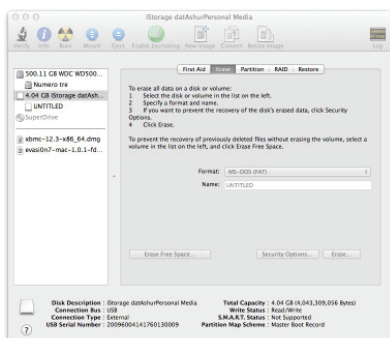 iStorage datAshurPersonal Media
Verify Info Burn Mount Eject Enable Journaling New Image Convert Resize Image Log
First Aid Erase Partition RAID Restore
500.11 GB WDC WD500...
Numero tre
4.04 GB iStorage datAsh...
UNTITLED
SuperDrive
xbmc-12.3-x86_64.dmg
evasi0n7-mac-1.0.1-fd...
To erase all data on a disk or volume:
1 Select the disk or volume in the list on the left.
2 Specify a format and name.
3 If you want to prevent the recovery of the disk's erased data, click Security
Options.
4 Click Erase.
To prevent the recovery of previously deleted files without erasing the volume, select a
volume in the list on the left, and click Erase Free Space.
Format: MS-DOS (FAT)
Name: UNTITLED
Erase Free Space... Security Options... Erase...
Disk Description : iStorage datAshurPersonal Media Total Capacity : 4.04 GB (4,043,309,056 Bytes)
Connection Bus : USB Write Status : Read/Write
Connection Type : External S.M.A.R.T. Status : Not Supported
USB Serial Number : 20096004141760130009 Partition Map Scheme : Master Boot Record
?